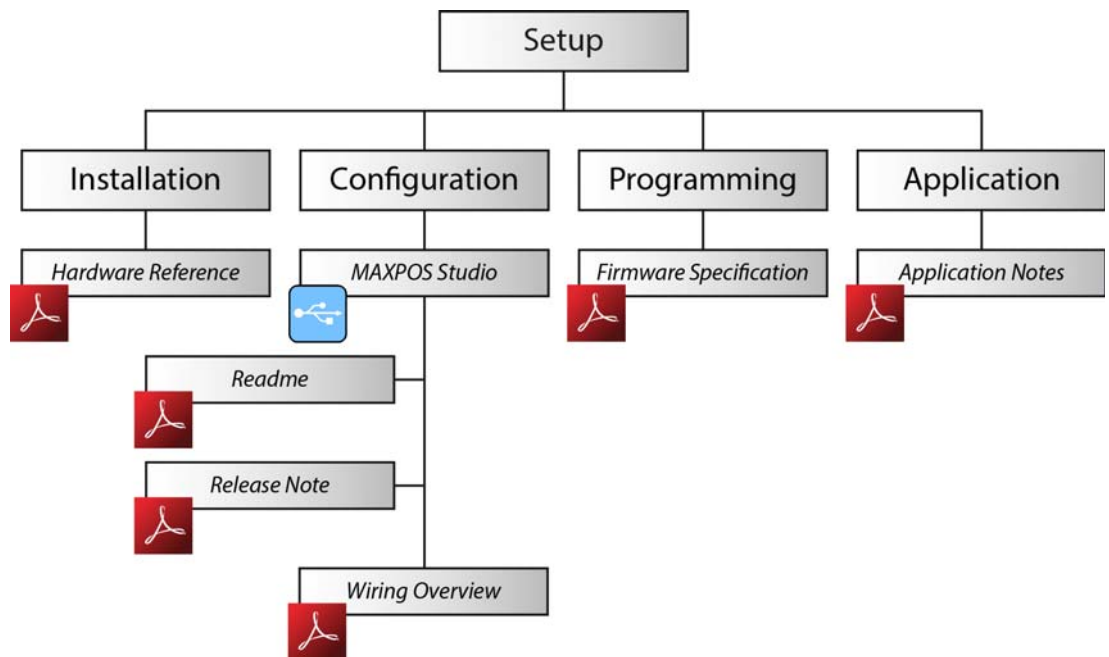 Setup
Installation
Configuration
Programming
Application
Hardware Reference
MAXPOS Studio
Firmware Specification
Application Notes
Readme
Release Note
Wiring Overview